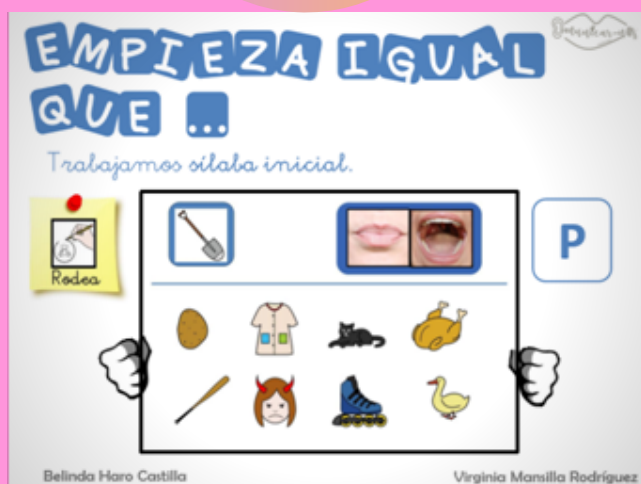 EMPIEZA IGUAL
QUE ...
Trabajamos sílaba inicial.
Rodea
P
Belinda Haro Castilla
Virginia Mansilla Rodríguez